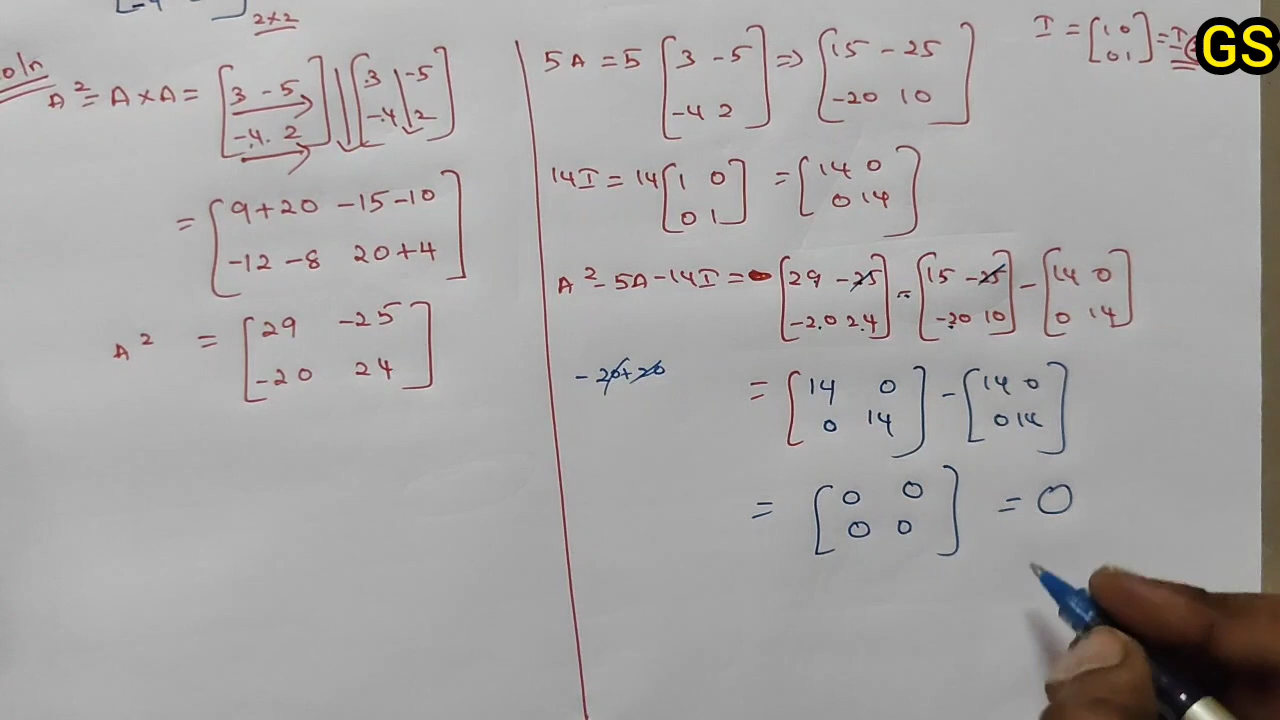 -4
2×2
oln
A² = A × A = [3 -5] [3 -5]
-4 2 -4 2
= [9+20 -15-10]
-12-8 20+4
A² = [29 -25]
-20 24
5A = 5 [3 -5] => [15 -25]
-4 2 -20 10
I = [1 0] = I
0 1
14I = 14 [1 0] = [14 0]
0 1 0 14
A² - 5A - 14I = [29 -25] - [15 -25] - [14 0]
-20 24 -20 10 0 14
-20+20
= [14 0] - [14 0]
0 14 0 14
= [0 0] = 0
0 0
GS